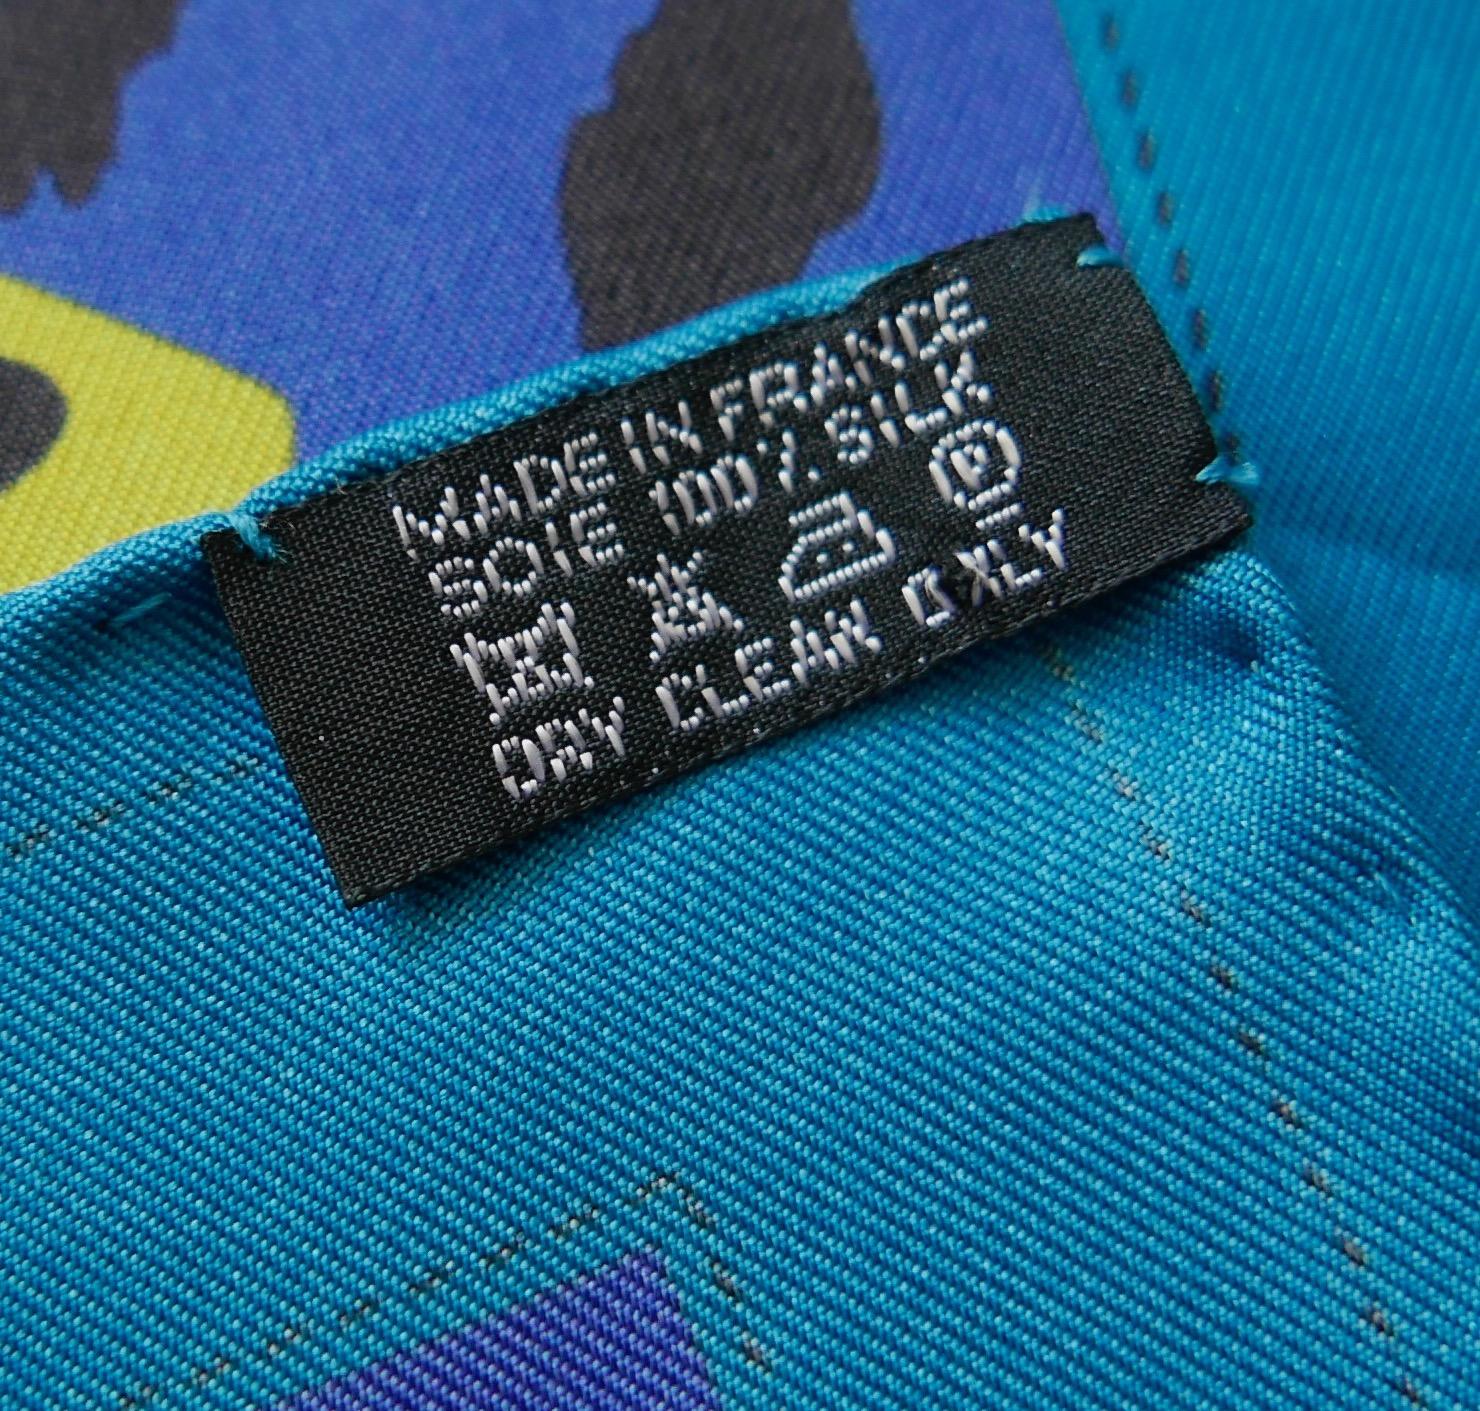 MADE IN FRANCE
SOIE 100% SILK
P
DRY CLEAN ONLY